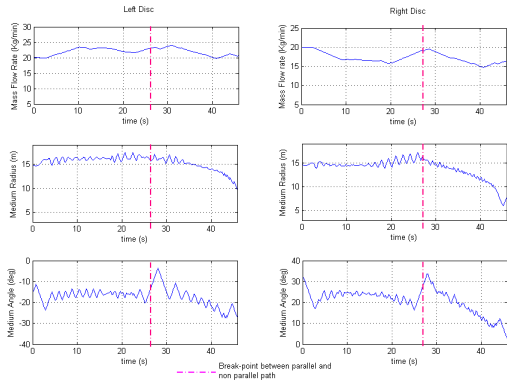 Left Disc
Right Disc
30
25
20
15
10
5
Mass Flow Rate (Kg/min)
0 10 20 30 40
time (s)
25
20
15
10
5
Mass Flow rate (Kg/min)
0 10 20 30 40
time (s)
15
10
5
Medium Radius (m)
0 10 20 30 40
time (s)
15
10
5
Medium Radius (m)
0 10 20 30 40
time (s)
0
-10
-20
-30
-40
Medium Angle (deg)
0 10 20 30 40
time (s)
40
30
20
10
0
Medium Angle (deg)
0 10 20 30 40
time (s)
Break-point between parallel and
non parallel path